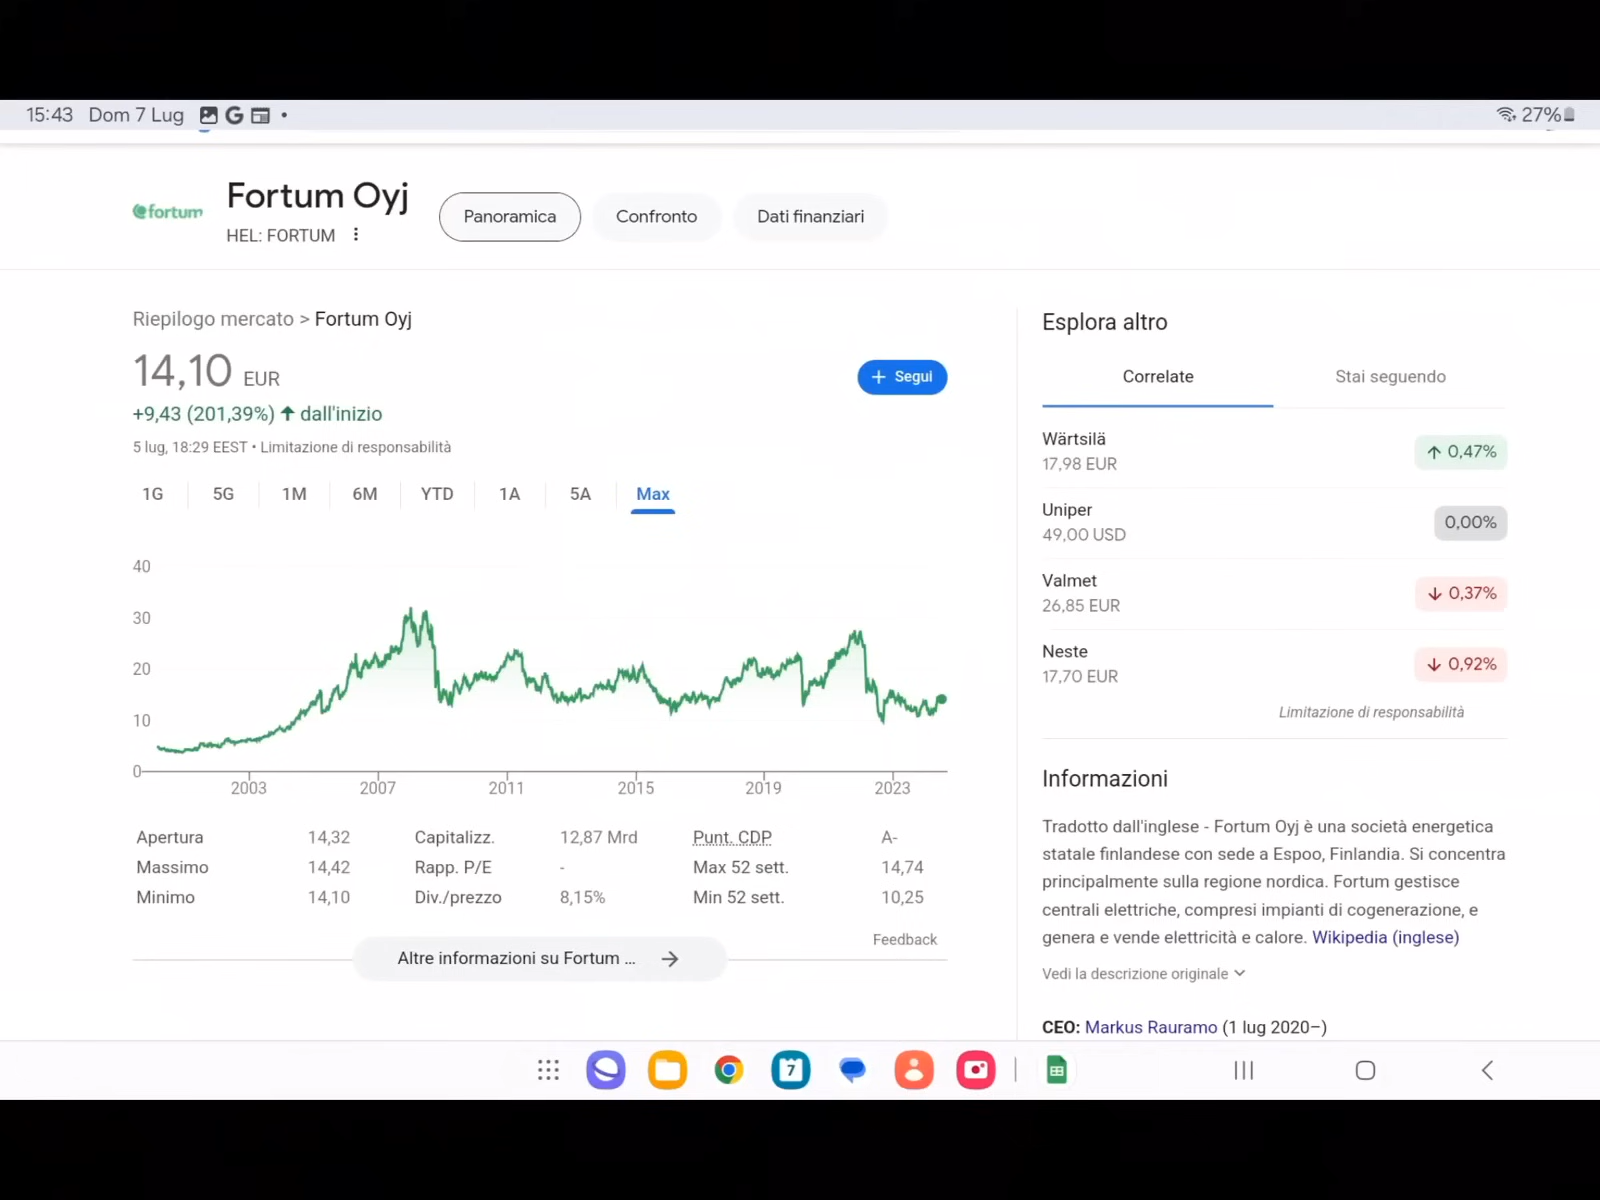 15:43 Dom 7 Lug
27%
fortum
Fortum Oyj
HEL: FORTUM
Panoramica
Confronto
Dati finanziari
Riepilogo mercato > Fortum Oyj
14,10 EUR
+9,43 (201,39%) ↑ dall'inizio
5 lug, 18:29 EEST • Limitazione di responsabilità
+ Segui
1G 5G 1M 6M YTD 1A 5A Max
40
30
20
10
0
2003 2007 2011 2015 2019 2023
Apertura 14,32 Capitalizz. 12,87 Mrd Punt. CDP A-
Massimo 14,42 Rapp. P/E - Max 52 sett. 14,74
Minimo 14,10 Div./prezzo 8,15% Min 52 sett. 10,25
Feedback
Altre informazioni su Fortum ... →
Esplora altro
Correlate Stai seguendo
Wärtsilä
17,98 EUR
↑ 0,47%
Uniper
49,00 USD
0,00%
Valmet
26,85 EUR
↓ 0,37%
Neste
17,70 EUR
↓ 0,92%
Limitazione di responsabilità
Informazioni
Tradotto dall'inglese - Fortum Oyj è una società energetica
statale finlandese con sede a Espoo, Finlandia. Si concentra
principalmente sulla regione nordica. Fortum gestisce
centrali elettriche, compresi impianti di cogenerazione, e
genera e vende elettricità e calore. Wikipedia (inglese)
Vedi la descrizione originale
CEO: Markus Rauramo (1 lug 2020–)
7